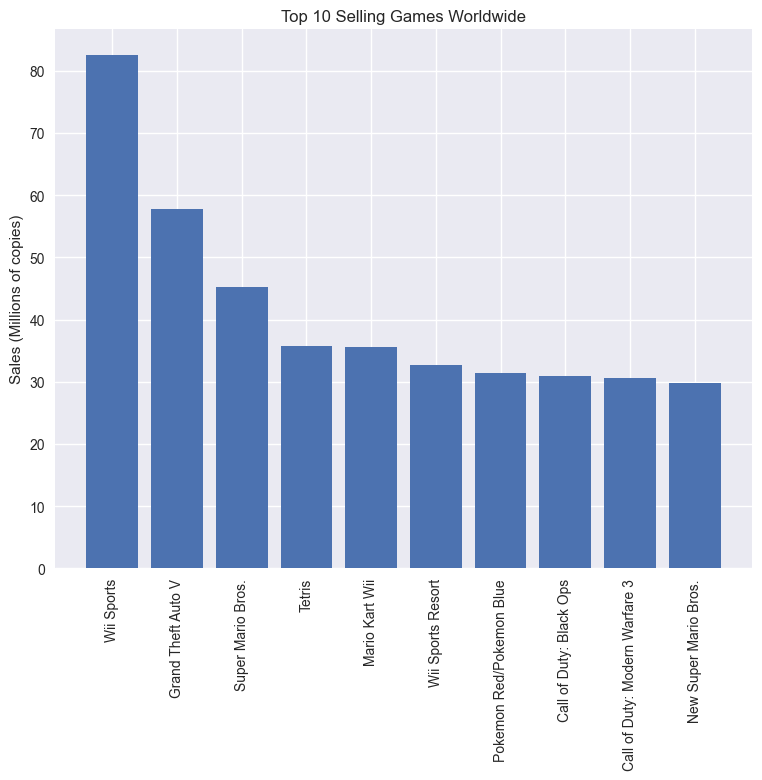 Top 10 Selling Games Worldwide
Sales (Millions of copies)
80
70
60
50
40
30
20
10
0
Wii Sports
Grand Theft Auto V
Super Mario Bros.
Tetris
Mario Kart Wii
Wii Sports Resort
Pokemon Red/Pokemon Blue
Call of Duty: Black Ops
Call of Duty: Modern Warfare 3
New Super Mario Bros.